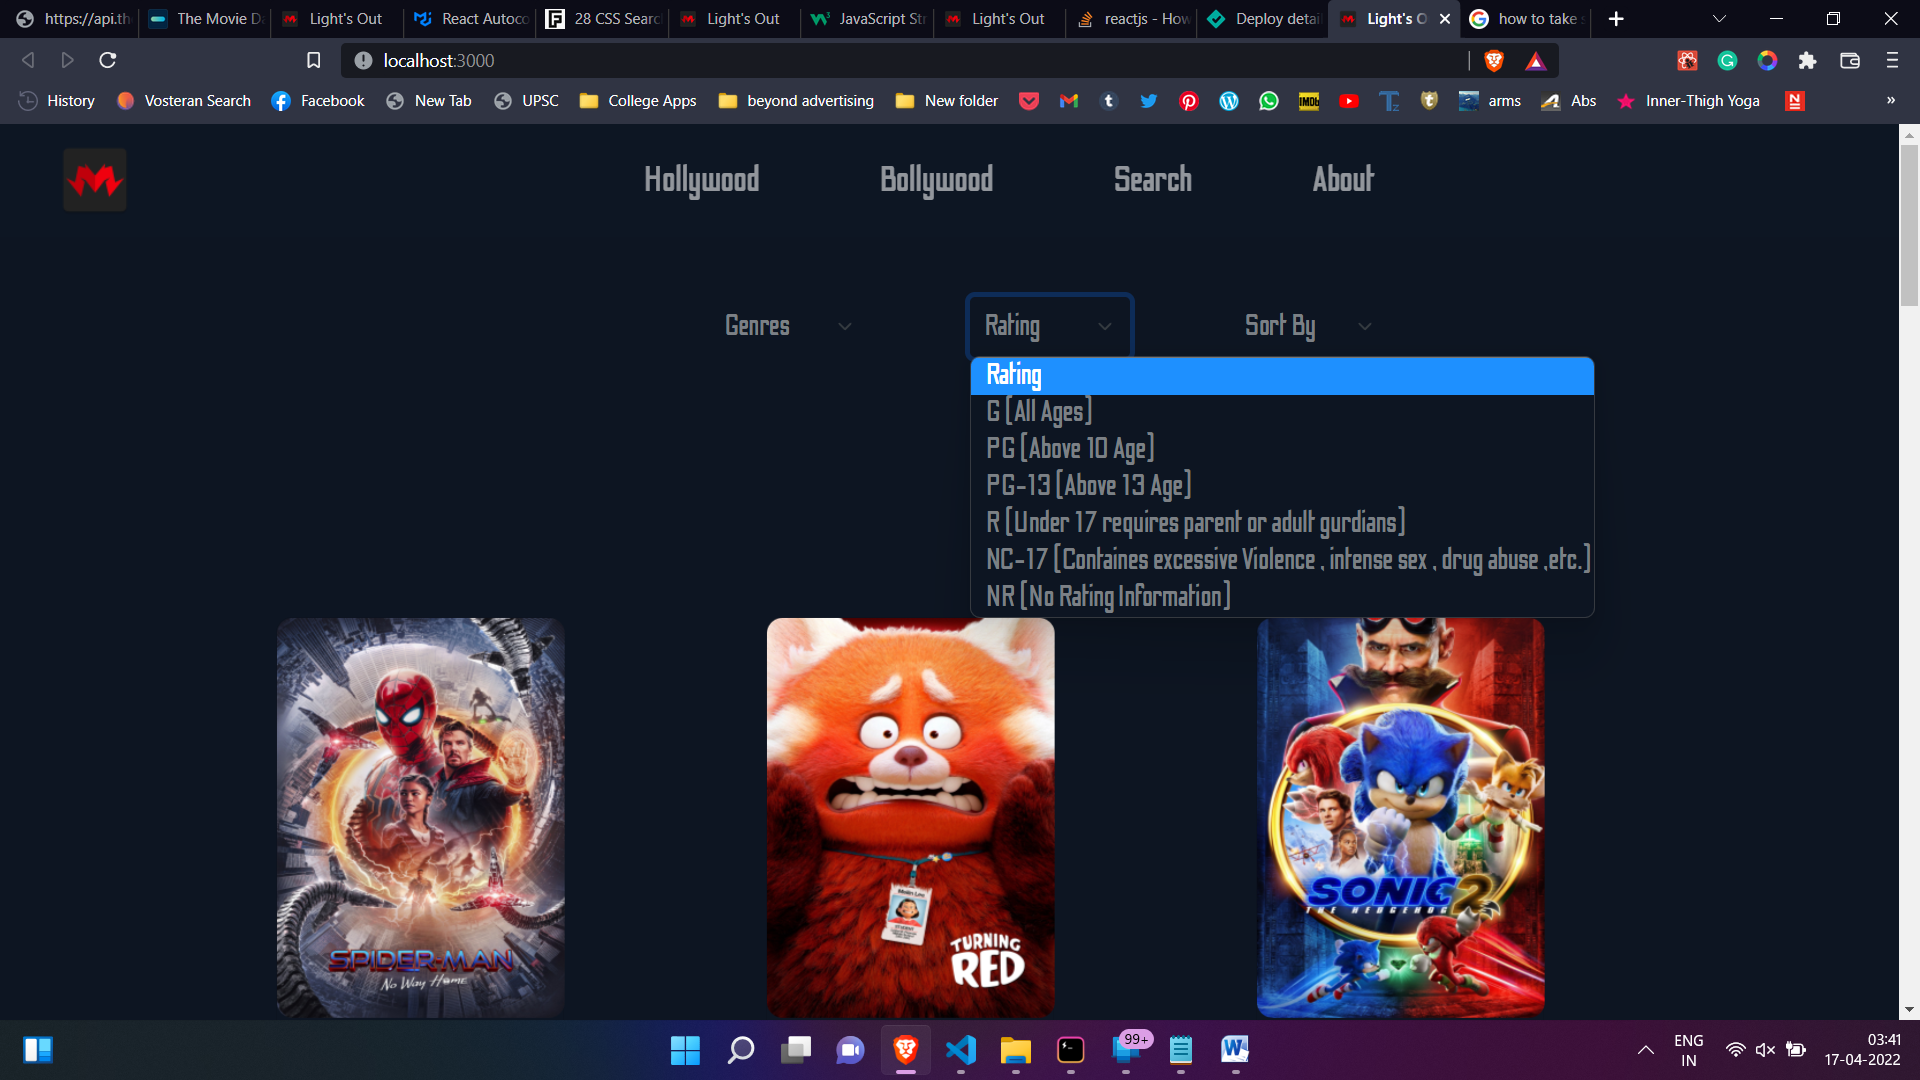 https://api.th
The Movie Da
Light's Out
React Autoco
28 CSS Searc
Light's Out
JavaScript Str
Light's Out
reactjs - How
Deploy detail
Light's O
how to take s
localhost:3000
History
Vosteran Search
Facebook
New Tab
UPSC
College Apps
beyond advertising
New folder
IMDb
arms
Abs
Inner-Thigh Yoga
Hollywood
Bollywood
Search
About
Genres
Rating
Sort By
Rating
G [All Ages]
PG [Above 10 Age]
PG-13 [Above 13 Age]
R [Under 17 requires parent or adult gurdians]
NC-17 [Containes excessive Violence , intense sex , drug abuse ,etc.]
NR [No Rating Information]
SPIDER-MAN
No Way Home
TURNING
RED
SONIC 2
THE HEDGEHOG
99+
ENG
IN
03:41
17-04-2022